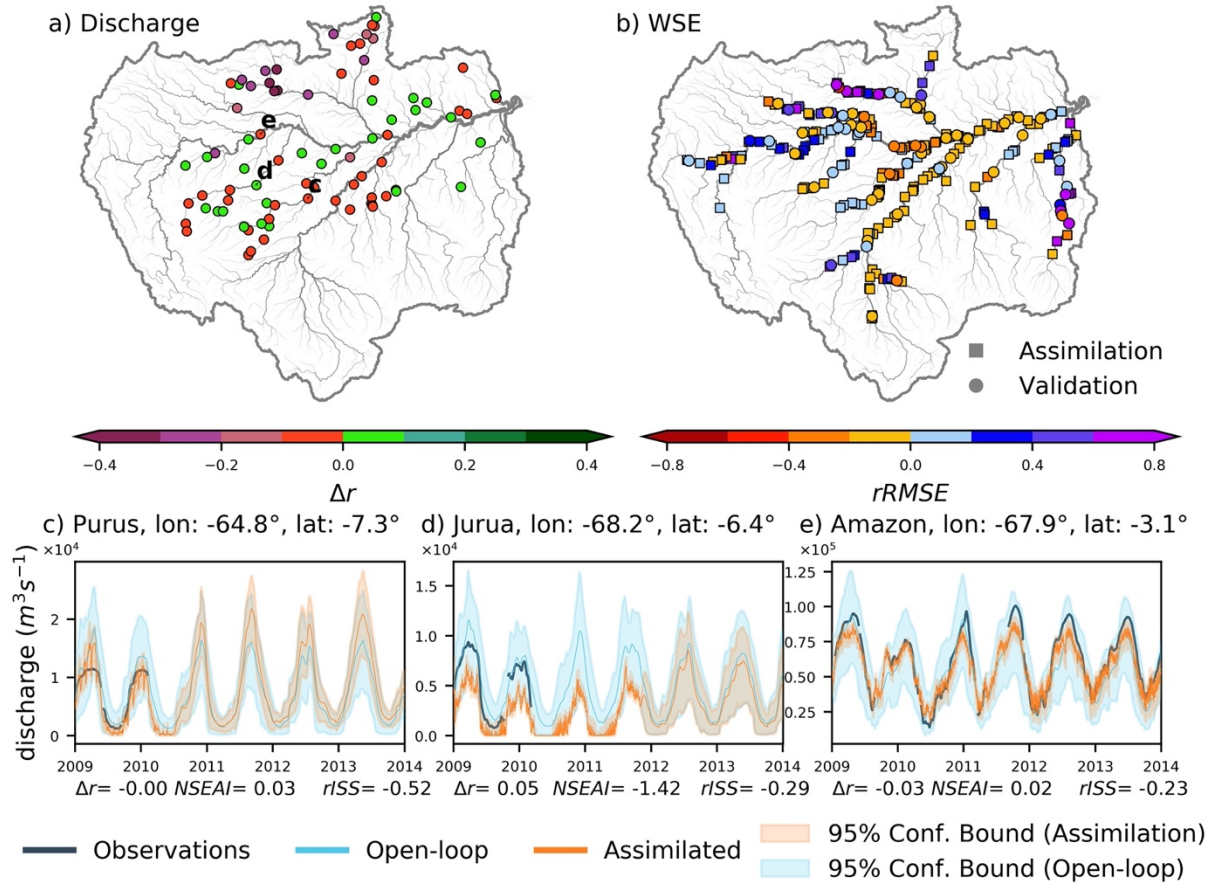 a) Discharge
b) WSE
e
d
c
Assimilation
Validation
−0.4 −0.2 0.0 0.2 0.4
Δr
−0.8 −0.4 0.0 0.4 0.8
rRMSE
c) Purus, lon: -64.8°, lat: -7.3°
d) Jurua, lon: -68.2°, lat: -6.4°
e) Amazon, lon: -67.9°, lat: -3.1°
×10⁴
×10⁴
×10⁵
discharge (m³s⁻¹)
2
1
0
1.5
1.0
0.5
0.0
1.25
1.00
0.75
0.50
0.25
2009 2010 2011 2012 2013 2014
2009 2010 2011 2012 2013 2014
2009 2010 2011 2012 2013 2014
Δr= -0.00 NSEAI= 0.03 rISS= -0.52
Δr= 0.05 NSEAI= -1.42 rISS= -0.29
Δr= -0.03 NSEAI= 0.02 rISS= -0.23
Observations
Open-loop
Assimilated
95% Conf. Bound (Assimilation)
95% Conf. Bound (Open-loop)